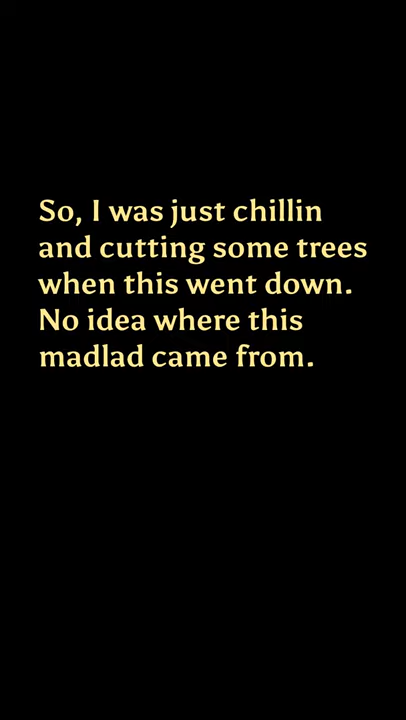 So, I was just chillin
and cutting some trees
when this went down.
No idea where this
madlad came from.